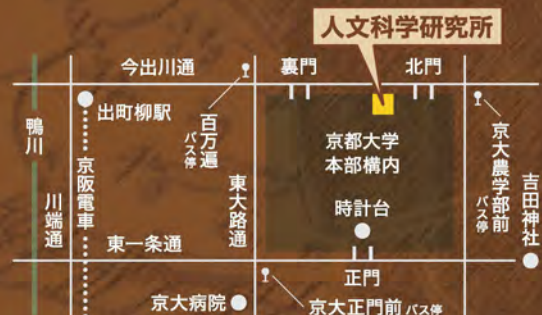 人文科学研究所
今出川通
裏門
北門
出町柳駅
百万遍
バス停
鴨川
京都大学
本部構内
京大農学部前
バス停
京阪電車
川端通
東大路通
吉田神社
時計台
東一条通
正門
京大病院
京大正門前 バス停